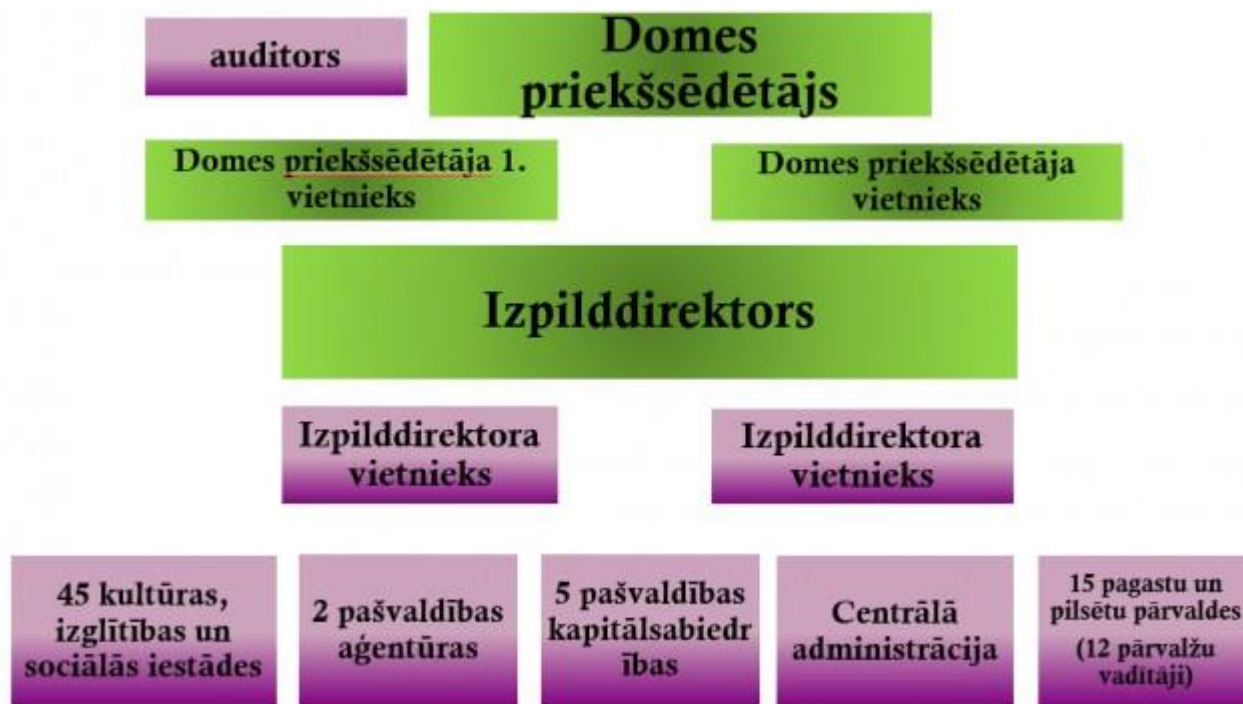 auditors
Domes
priekšsēdētājs
Domes priekšsēdētāja 1.
vietnieks
Domes priekšsēdētāja
vietnieks
Izpilddirektors
Izpilddirektora
vietnieks
Izpilddirektora
vietnieks
45 kultūras,
izglītības un
sociālās iestādes
2 pašvaldības
aģentūras
5 pašvaldības
kapitālsabiedr
ības
Centrālā
administrācija
15 pagastu un
pilsētu pārvaldes
(12 pārvalžu
vadītāji)